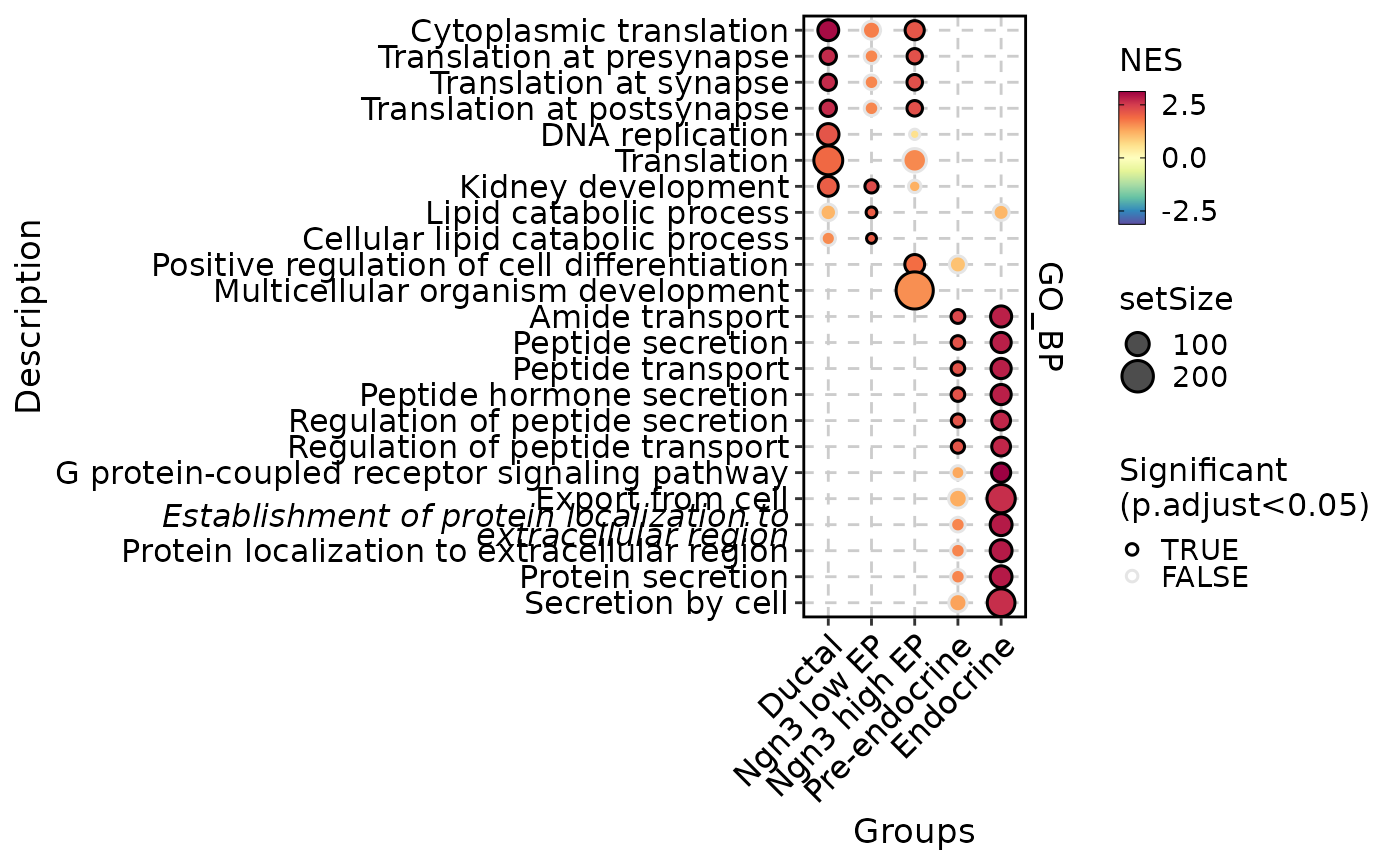 Description
Cytoplasmic translation
Translation at presynapse
Translation at synapse
Translation at postsynapse
DNA replication
Translation
Kidney development
Lipid catabolic process
Cellular lipid catabolic process
Positive regulation of cell differentiation
Multicellular organism development
Amide transport
Peptide secretion
Peptide transport
Peptide hormone secretion
Regulation of peptide secretion
Regulation of peptide transport
G protein-coupled receptor signaling pathway
Export from cell
Establishment of protein localization to
extracellular region
Protein localization to extracellular region
Protein secretion
Secretion by cell
Ductal
Ngn3 low EP
Ngn3 high EP
Pre-endocrine
Endocrine
Groups
GO_BP
NES
2.5
0.0
-2.5
setSize
100
200
Significant
(p.adjust<0.05)
TRUE
FALSE